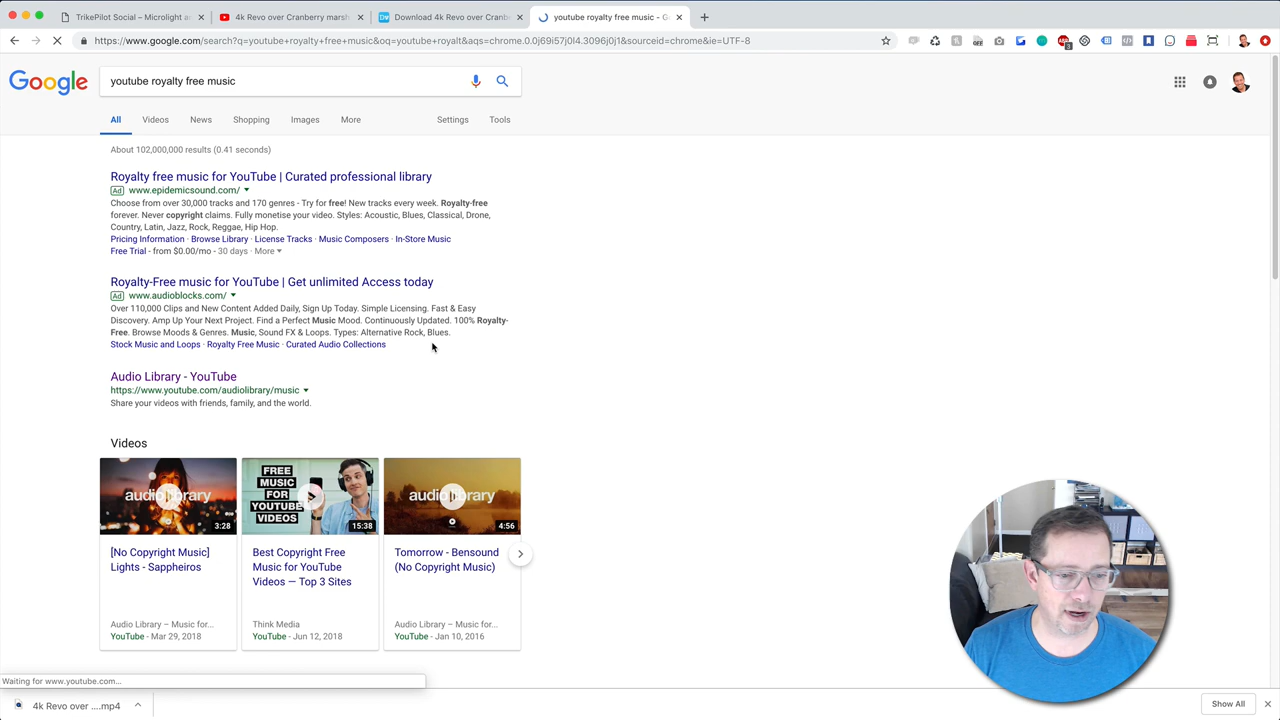 TrikePilot Social – Microlight a
4k Revo over Cranberry marsh
Download 4k Revo over Cranb
youtube royalty free music - G
https://www.google.com/search?q=youtube+royalty+free+music&oq=youtube+royalt&aqs=chrome.0.0j69i57j0l4.3096j0j1&sourceid=chrome&ie=UTF-8
Google
youtube royalty free music
All Videos News Shopping Images More Settings Tools
About 102,000,000 results (0.41 seconds)
Royalty free music for YouTube | Curated professional library
Ad www.epidemicsound.com/
Choose from over 30,000 tracks and 170 genres - Try for free! New tracks every week. Royalty-free
forever. Never copyright claims. Fully monetise your video. Styles: Acoustic, Blues, Classical, Drone,
Country, Latin, Jazz, Rock, Reggae, Hip Hop.
Pricing Information · Browse Library · License Tracks · Music Composers · In-Store Music
Free Trial - from $0.00/mo - 30 days · More
Royalty-Free music for YouTube | Get unlimited Access today
Ad www.audioblocks.com/
Over 110,000 Clips and New Content Added Daily, Sign Up Today. Simple Licensing. Fast & Easy
Discovery. Amp Up Your Next Project. Find a Perfect Music Mood. Continuously Updated. 100% Royalty-
Free. Browse Moods & Genres. Music, Sound FX & Loops. Types: Alternative Rock, Blues.
Stock Music and Loops · Royalty Free Music · Curated Audio Collections
Audio Library - YouTube
https://www.youtube.com/audiolibrary/music
Share your videos with friends, family, and the world.
Videos
audiolibrary
3:28
FREE
MUSIC
FOR
YOUTUBE
VIDEOS
15:38
audiolibrary
4:56
[No Copyright Music]
Lights - Sappheiros
Audio Library – Music for...
YouTube - Mar 29, 2018
Best Copyright Free
Music for YouTube
Videos — Top 3 Sites
Think Media
YouTube - Jun 12, 2018
Tomorrow - Bensound
(No Copyright Music)
Audio Library – Music for...
YouTube - Jan 10, 2016
Waiting for www.youtube.com...
4k Revo over ....mp4
Show All